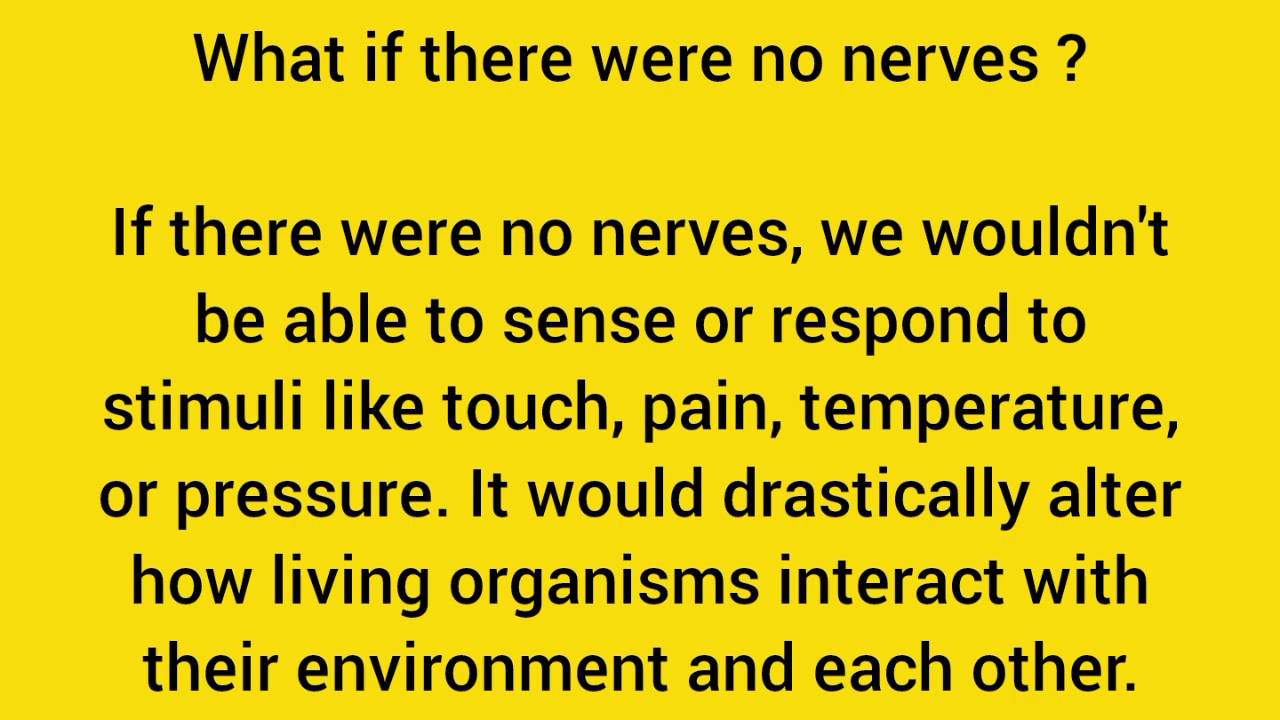 What if there were no nerves ?
If there were no nerves, we wouldn't
be able to sense or respond to
stimuli like touch, pain, temperature,
or pressure. It would drastically alter
how living organisms interact with
their environment and each other.